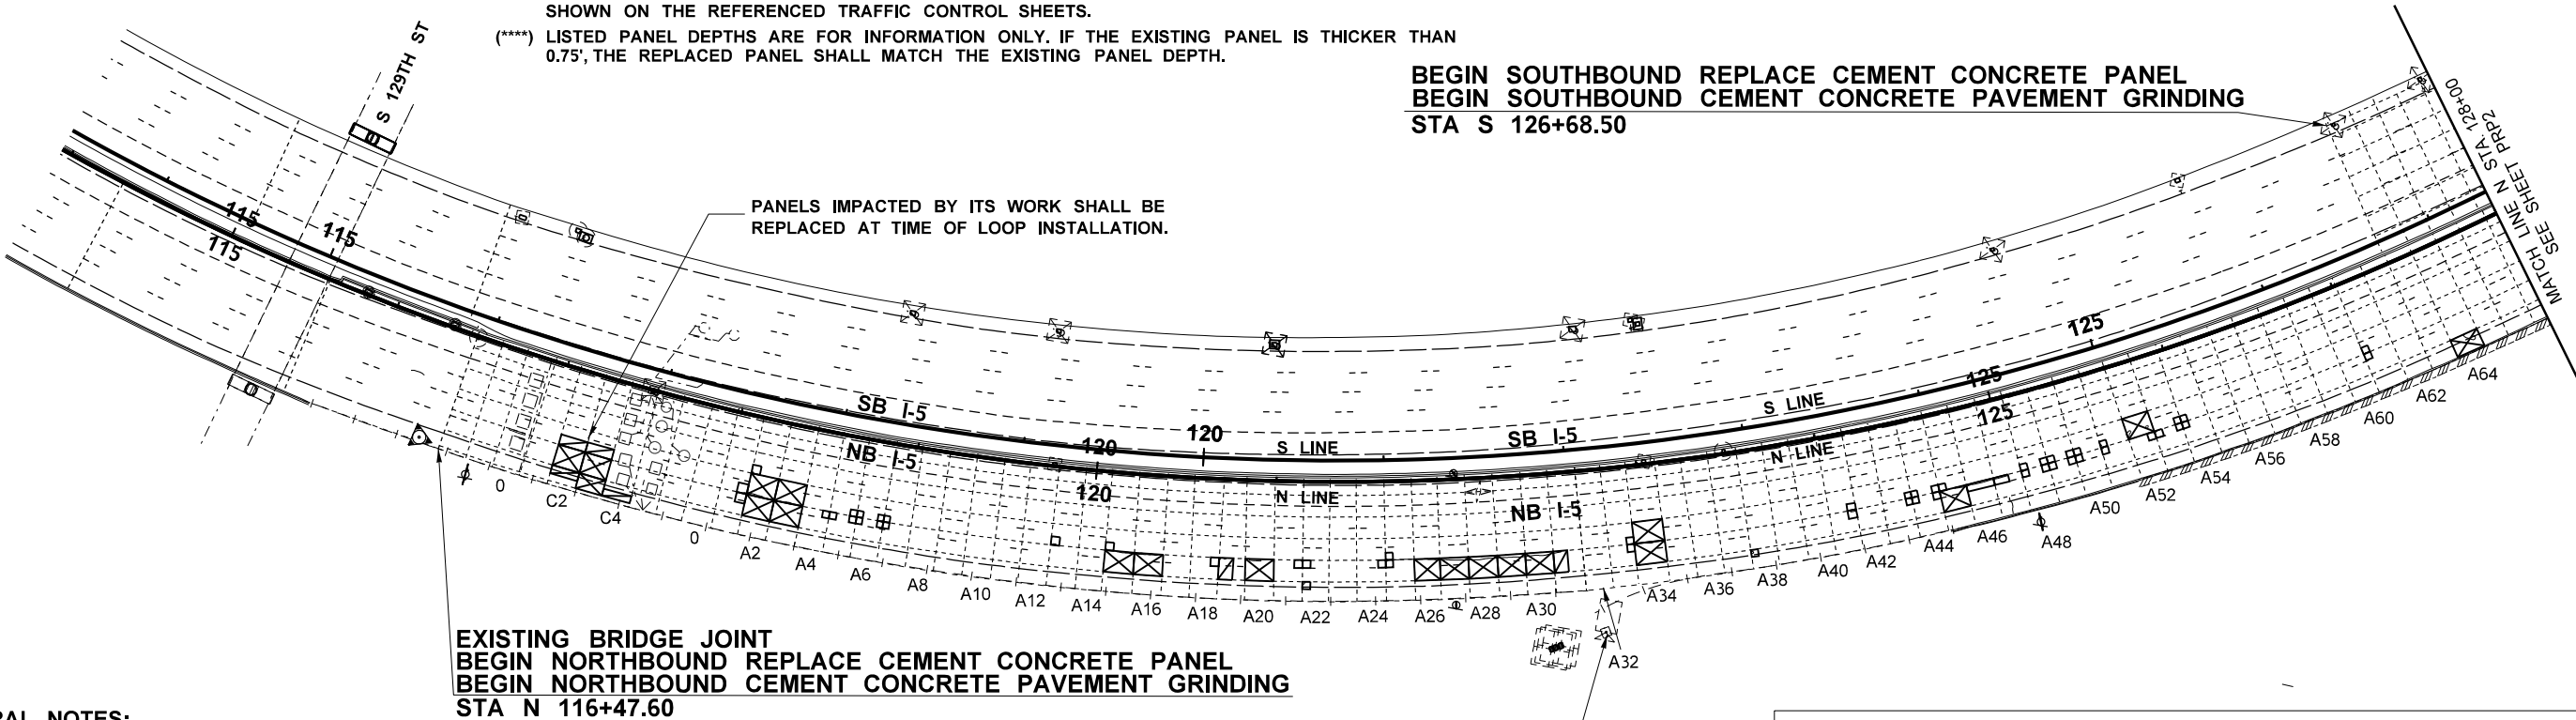 SHOWN ON THE REFERENCED TRAFFIC CONTROL SHEETS.
(****) LISTED PANEL DEPTHS ARE FOR INFORMATION ONLY. IF THE EXISTING PANEL IS THICKER THAN
0.75', THE REPLACED PANEL SHALL MATCH THE EXISTING PANEL DEPTH.
S 129TH ST
BEGIN SOUTHBOUND REPLACE CEMENT CONCRETE PANEL
BEGIN SOUTHBOUND CEMENT CONCRETE PAVEMENT GRINDING
STA S 126+68.50
MATCH LINE N STA. 128+00
SEE SHEET PRP2
PANELS IMPACTED BY ITS WORK SHALL BE
REPLACED AT TIME OF LOOP INSTALLATION.
115
115
115
SB I-5
NB I-5
120
120
120
S LINE
N LINE
SB I-5
NB I-5
S LINE
N LINE
125
125
125
0
C2
C4
0
A2
A4
A6
A8
A10
A12
A14
A16
A18
A20
A22
A24
A26
A28
A30
A32
A34
A36
A38
A40
A42
A44
A46
A48
A50
A52
A54
A56
A58
A60
A62
A64
EXISTING BRIDGE JOINT
BEGIN NORTHBOUND REPLACE CEMENT CONCRETE PANEL
BEGIN NORTHBOUND CEMENT CONCRETE PAVEMENT GRINDING
STA N 116+47.60
RAL NOTES: